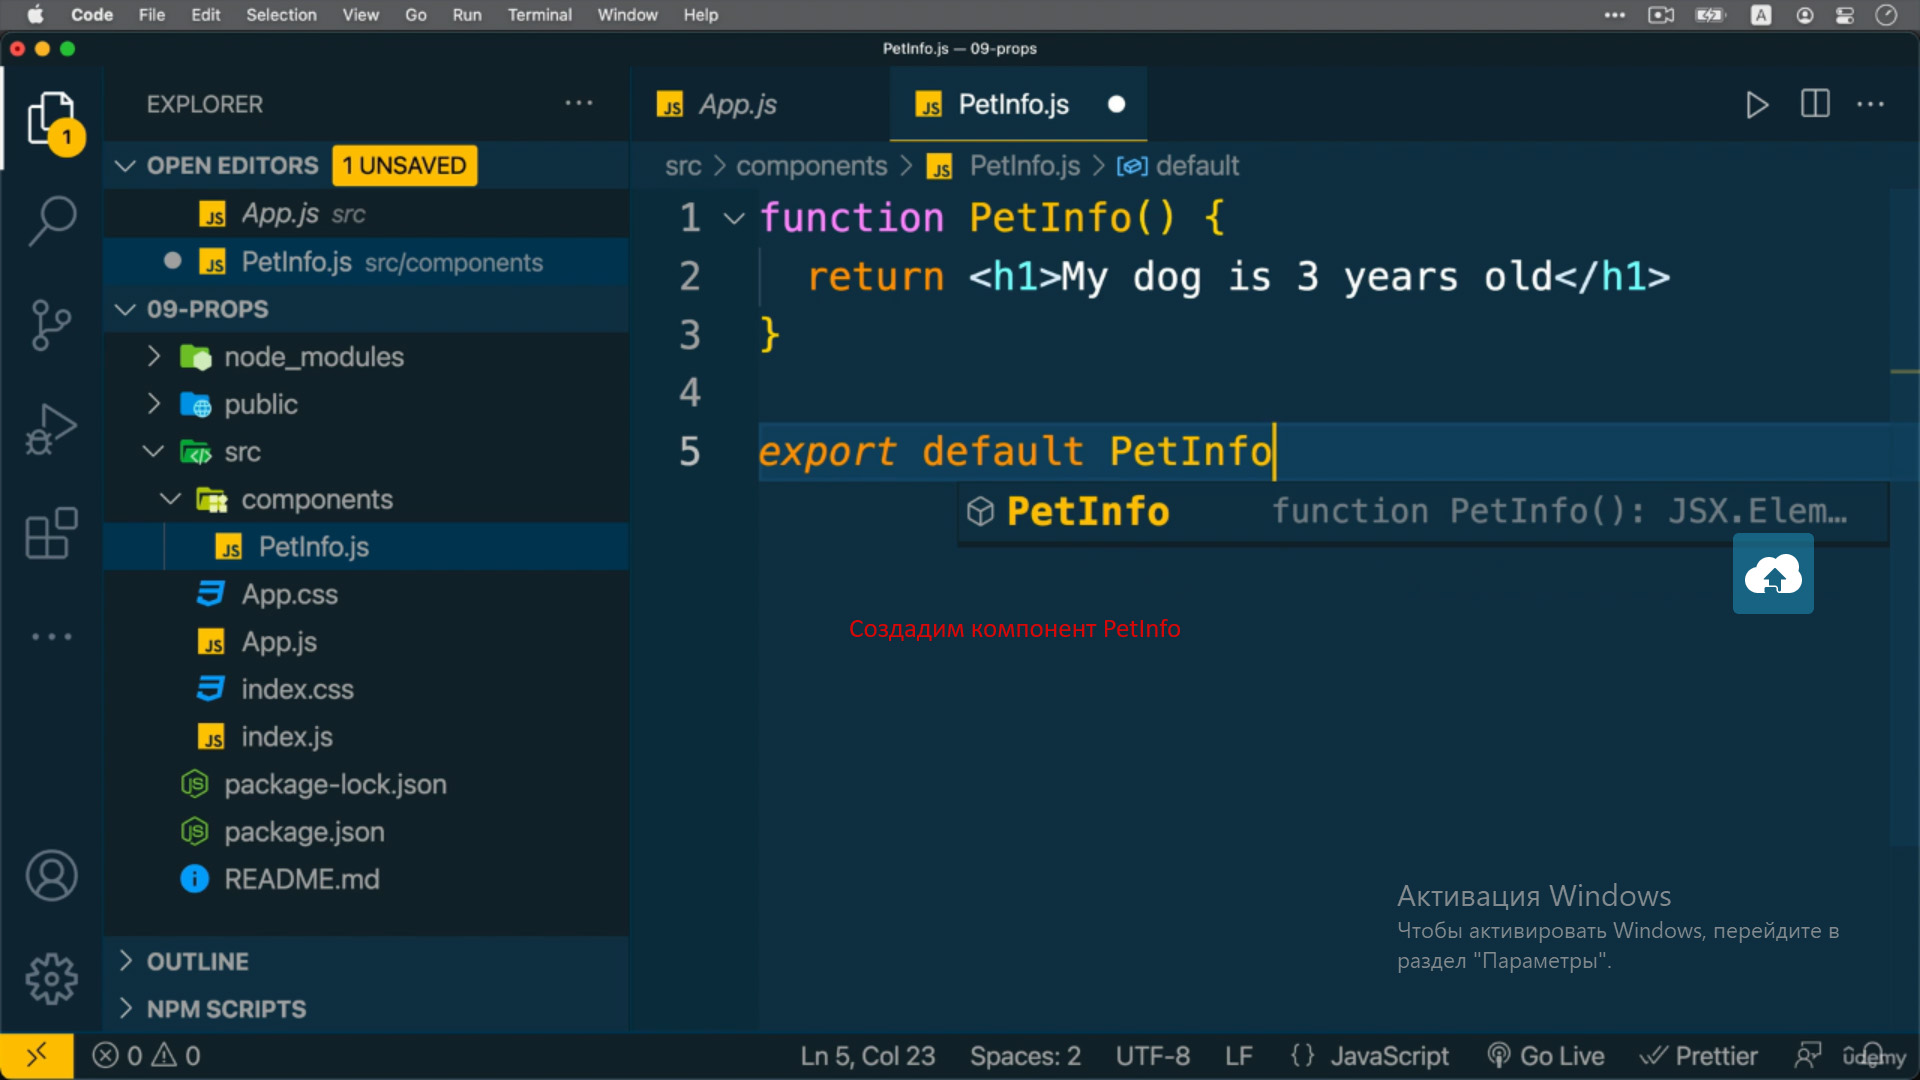 Code File Edit Selection View Go Run Terminal Window Help A
PetInfo.js — 09-props
EXPLORER
1
App.js
PetInfo.js
OPEN EDITORS 1 UNSAVED
App.js src
PetInfo.js src/components
09-PROPS
node_modules
public
src
components
PetInfo.js
App.css
App.js
index.css
index.js
package-lock.json
package.json
README.md
OUTLINE
NPM SCRIPTS
src > components > JS PetInfo.js > default
1 function PetInfo() {
2 return <h1>My dog is 3 years old</h1>
3 }
4
5 export default PetInfo
PetInfo function PetInfo(): JSX.Elem…
Создадим компонент PetInfo
Активация Windows
Чтобы активировать Windows, перейдите в
раздел "Параметры".
0 0 Ln 5, Col 23 Spaces: 2 UTF-8 LF {} JavaScript Go Live Prettier ûdemy